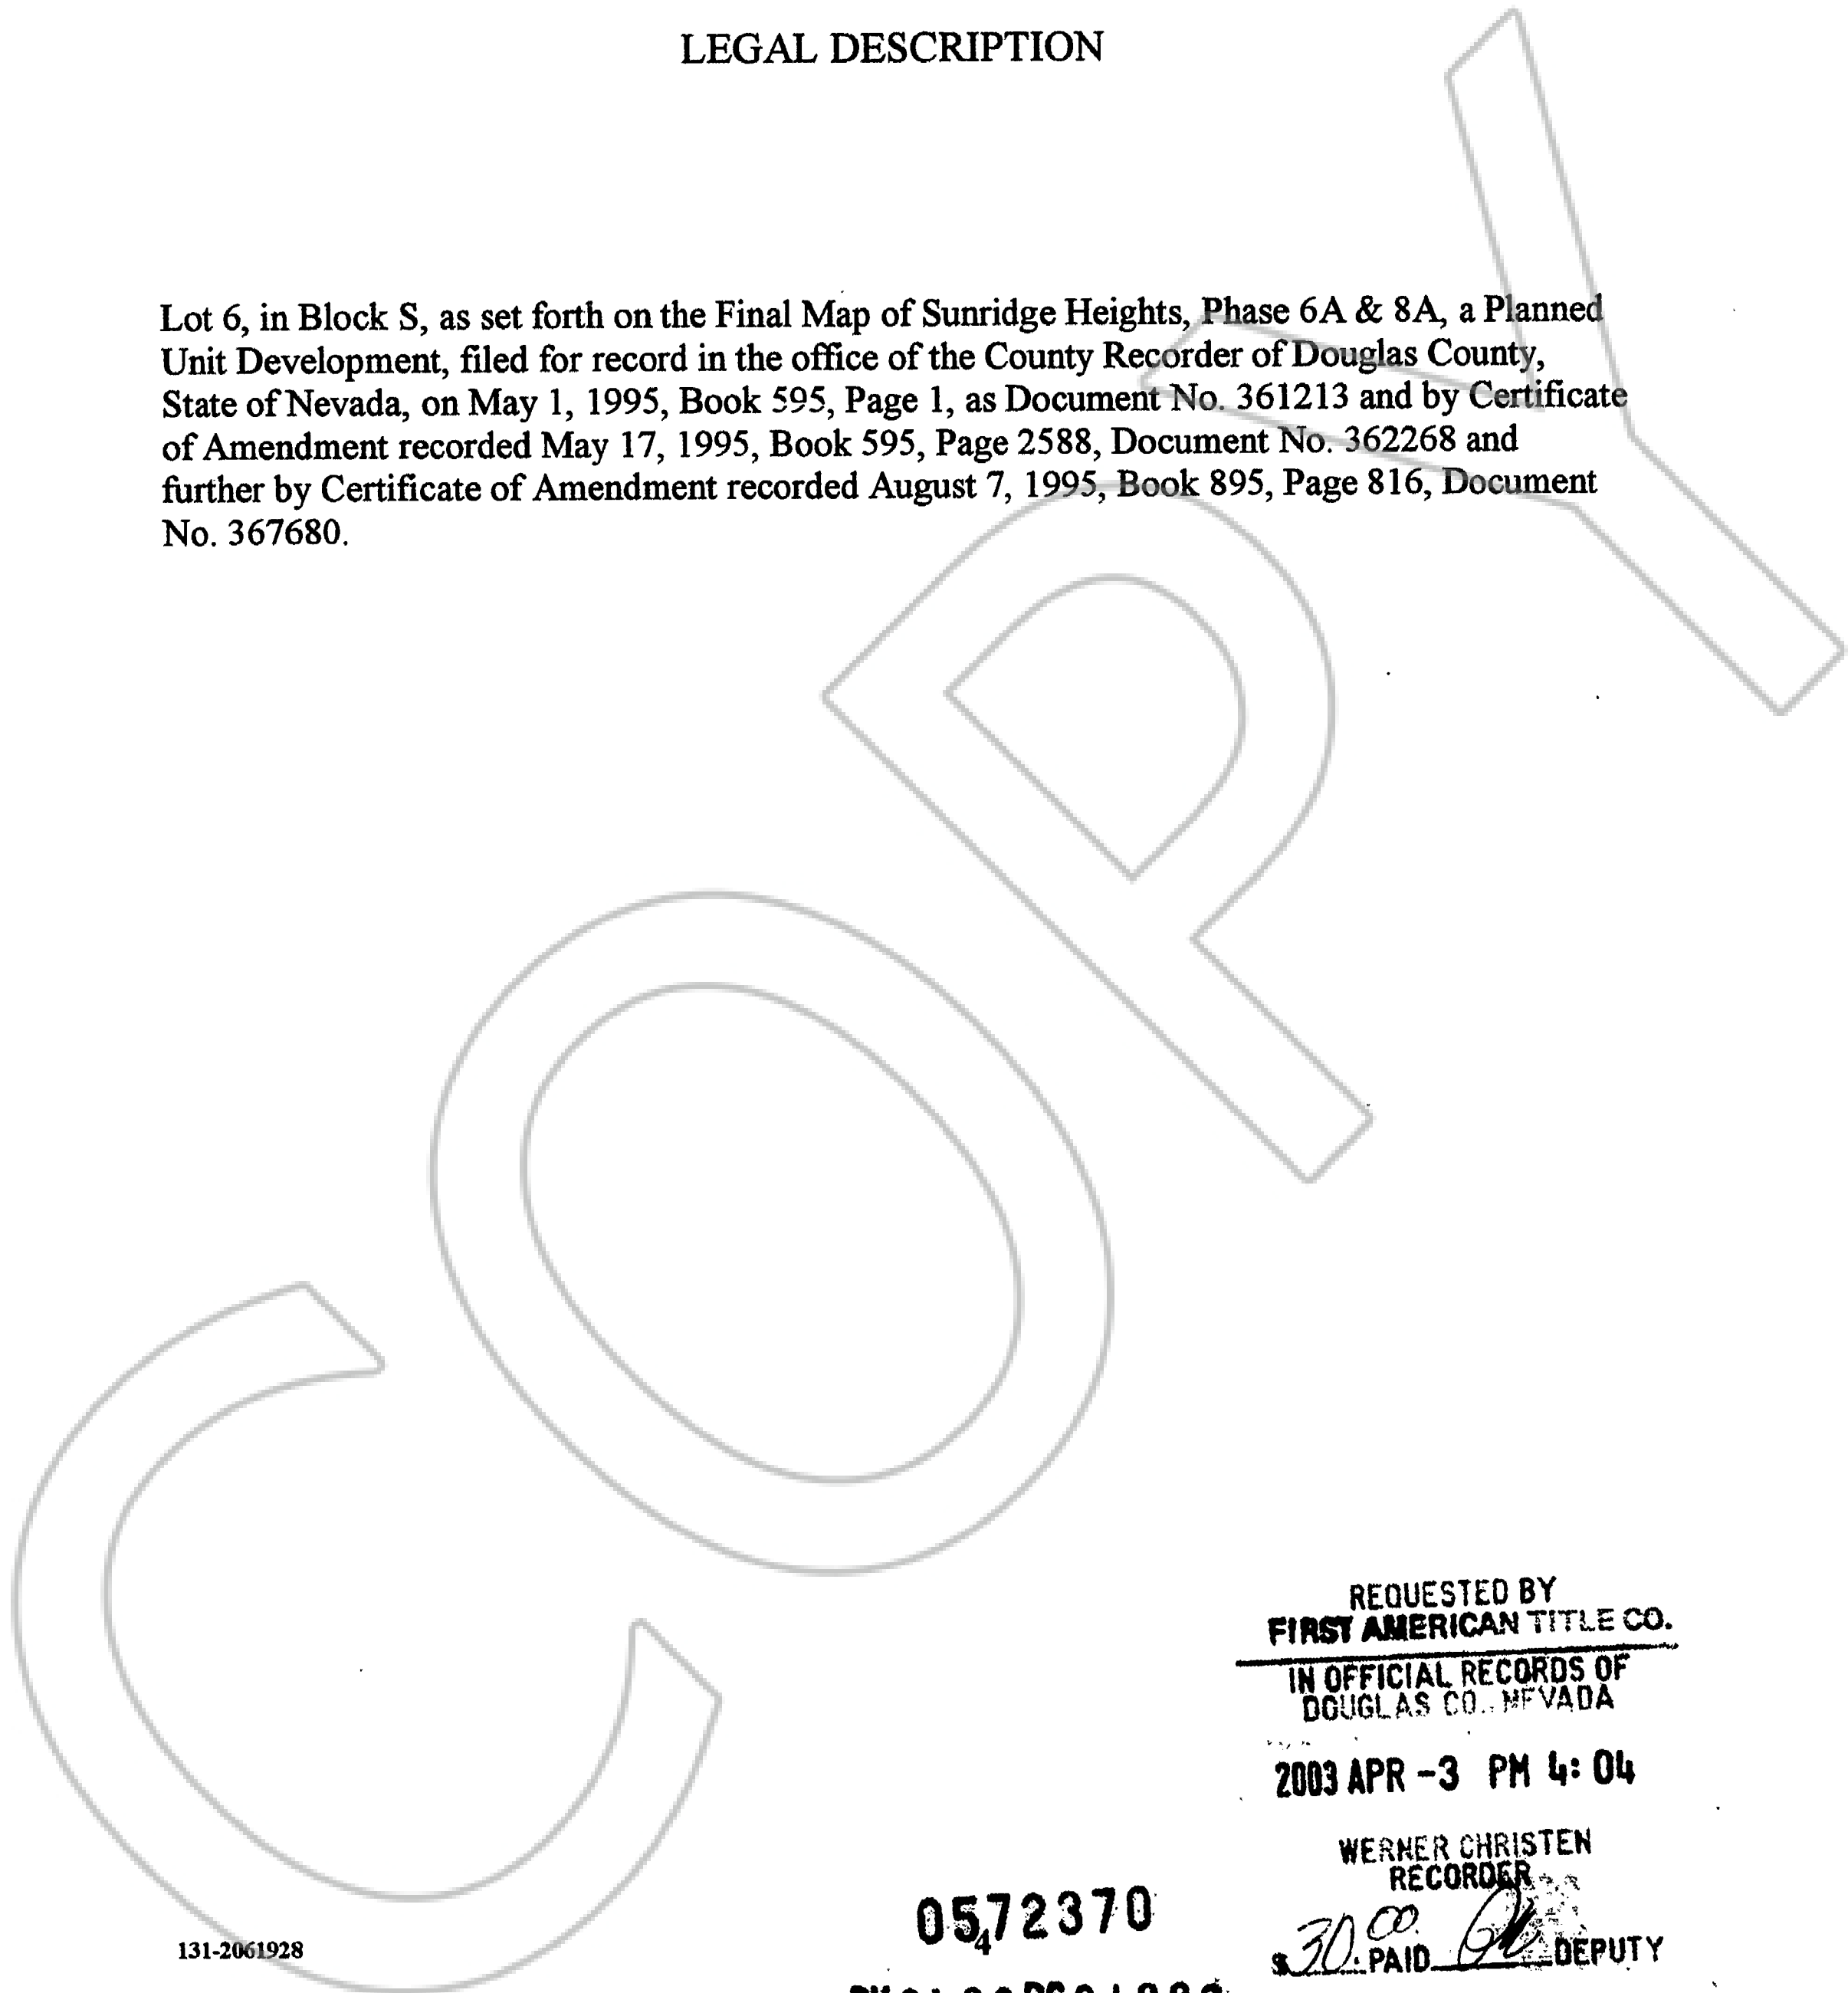 LEGAL DESCRIPTION
Lot 6, in Block S, as set forth on the Final Map of Sunridge Heights, Phase 6A & 8A, a Planned
Unit Development, filed for record in the office of the County Recorder of Douglas County,
State of Nevada, on May 1, 1995, Book 595, Page 1, as Document No. 361213 and by Certificate
of Amendment recorded May 17, 1995, Book 595, Page 2588, Document No. 362268 and
further by Certificate of Amendment recorded August 7, 1995, Book 895, Page 816, Document
No. 367680.
COPY
REQUESTED BY
FIRST AMERICAN TITLE CO.
IN OFFICIAL RECORDS OF
DOUGLAS CO., NEVADA
2003 APR -3 PM 4: 04
WERNER CHRISTEN
RECORDER
$30.00 PAID DEPUTY
0572370
4
131-2061928